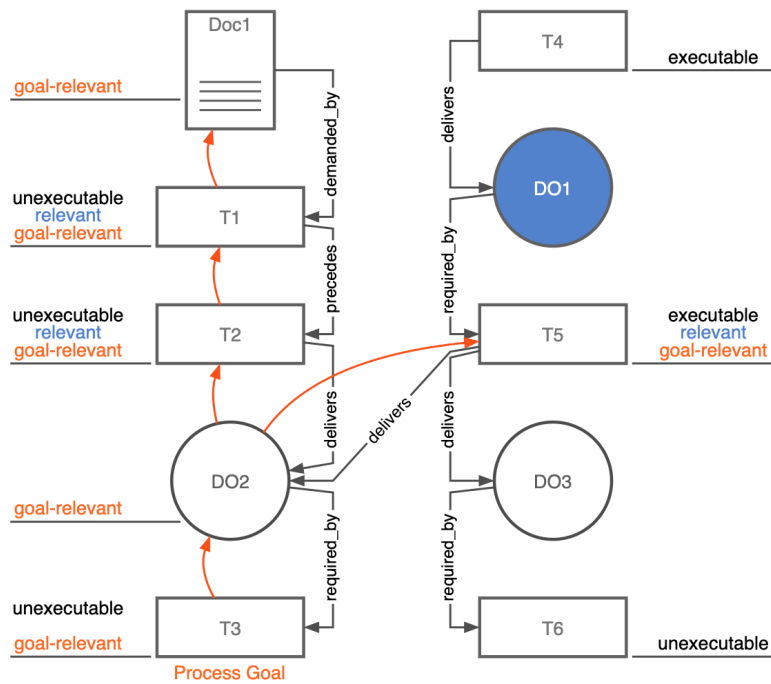 Doc1
goal-relevant
demanded_by
unexecutable
relevant
goal-relevant
T1
precedes
unexecutable
relevant
goal-relevant
T2
delivers
DO2
goal-relevant
required_by
unexecutable
goal-relevant
T3
Process Goal
T4
executable
delivers
DO1
required_by
T5
executable
relevant
goal-relevant
delivers
delivers
DO3
required_by
T6
unexecutable